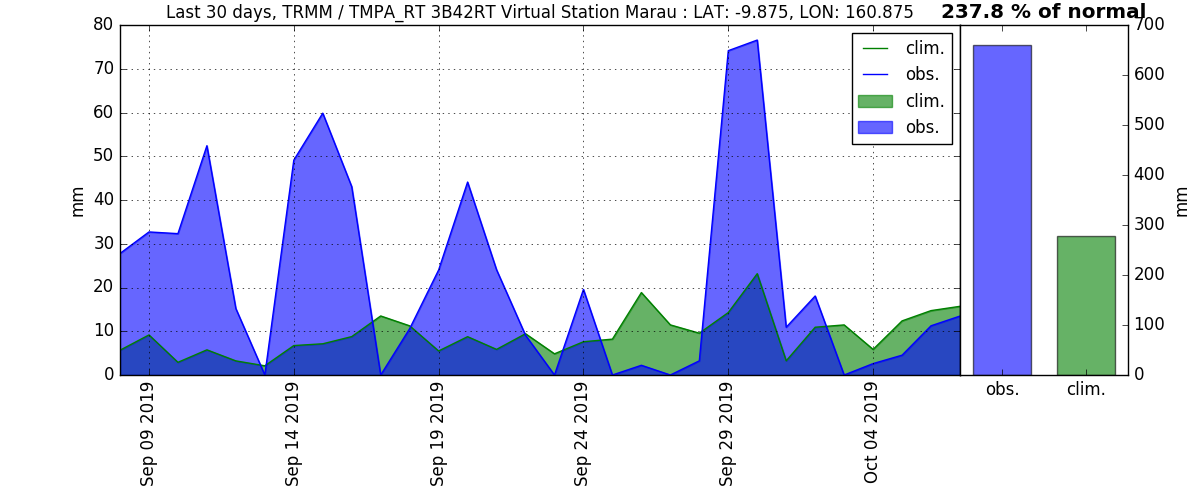 Last 30 days, TRMM / TMPA_RT 3B42RT Virtual Station Marau : LAT: -9.875, LON: 160.875
237.8 % of normal
80
70
60
50
40
30
20
10
0
mm
clim.
obs.
clim.
obs.
Sep 09 2019
Sep 14 2019
Sep 19 2019
Sep 24 2019
Sep 29 2019
Oct 04 2019
700
600
500
400
300
200
100
0
mm
obs.
clim.